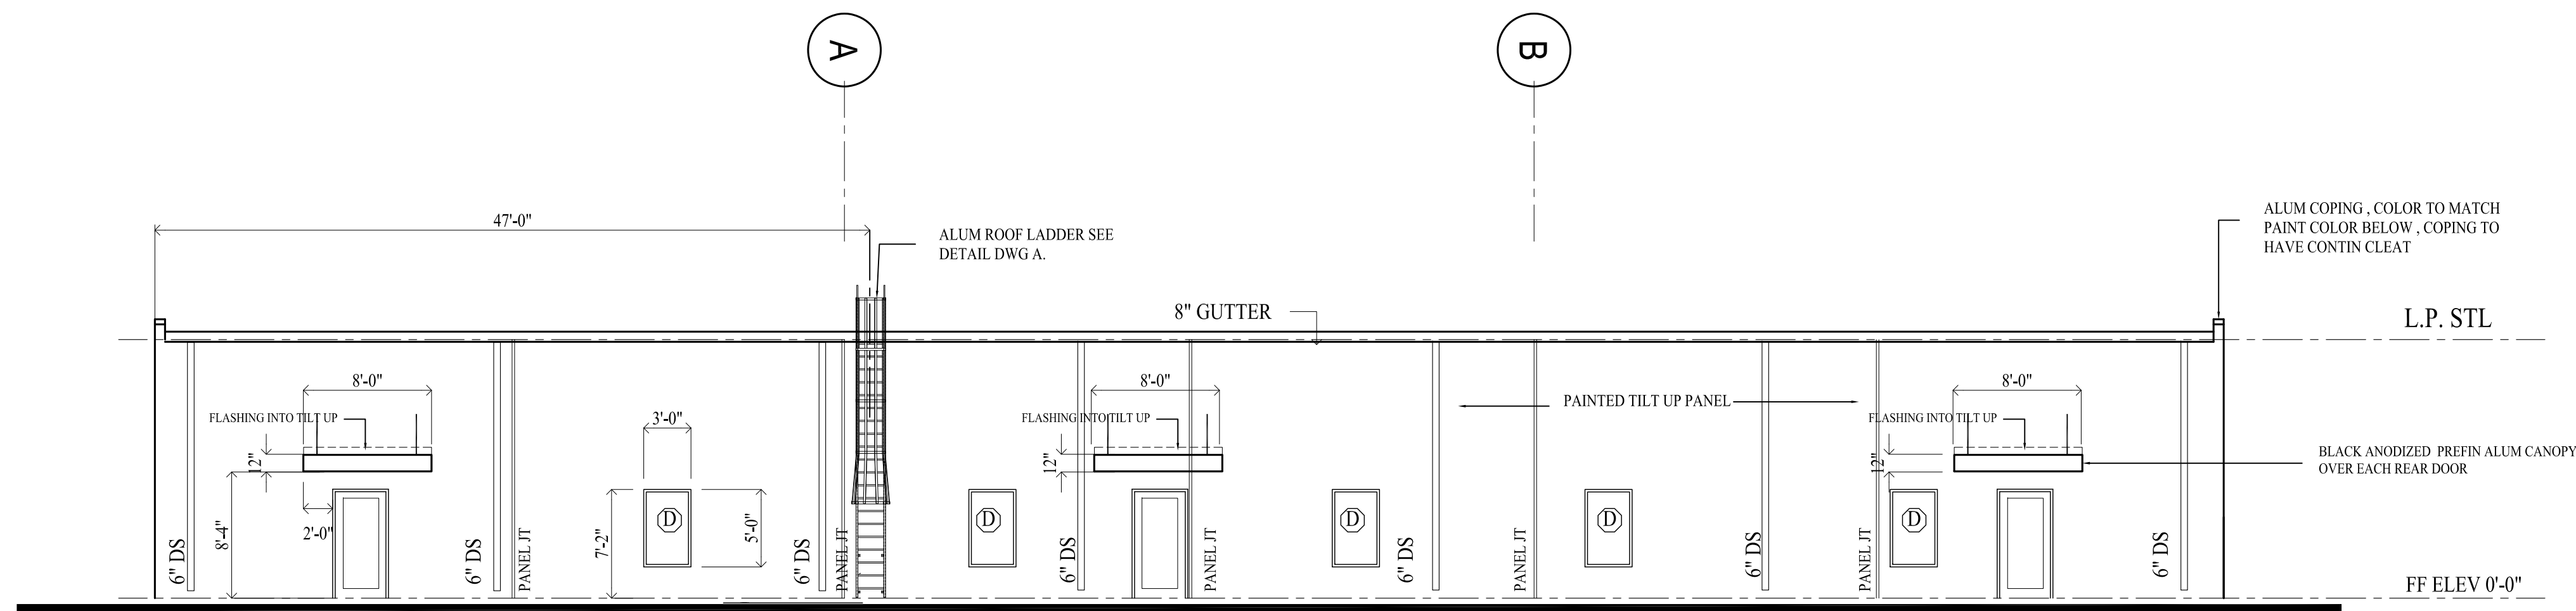 A
B
47'-0"
ALUM ROOF LADDER SEE
DETAIL DWG A.
ALUM COPING , COLOR TO MATCH
PAINT COLOR BELOW , COPING TO
HAVE CONTIN CLEAT
8" GUTTER
L.P. STL
8'-0"
8'-0"
8'-0"
FLASHING INTO TILT UP
3'-0"
FLASHING INTO TILT UP
PAINTED TILT UP PANEL
FLASHING INTO TILT UP
12"
12"
12"
BLACK ANODIZED PREFIN ALUM CANOPY
OVER EACH REAR DOOR
8'-4"
2'-0"
7'-2"
D
5'-0"
D
D
D
D
6" DS
6" DS
PANEL JT
6" DS
PANEL JT
6" DS
PANEL JT
6" DS
PANEL JT
6" DS
PANEL JT
6" DS
FF ELEV 0'-0"